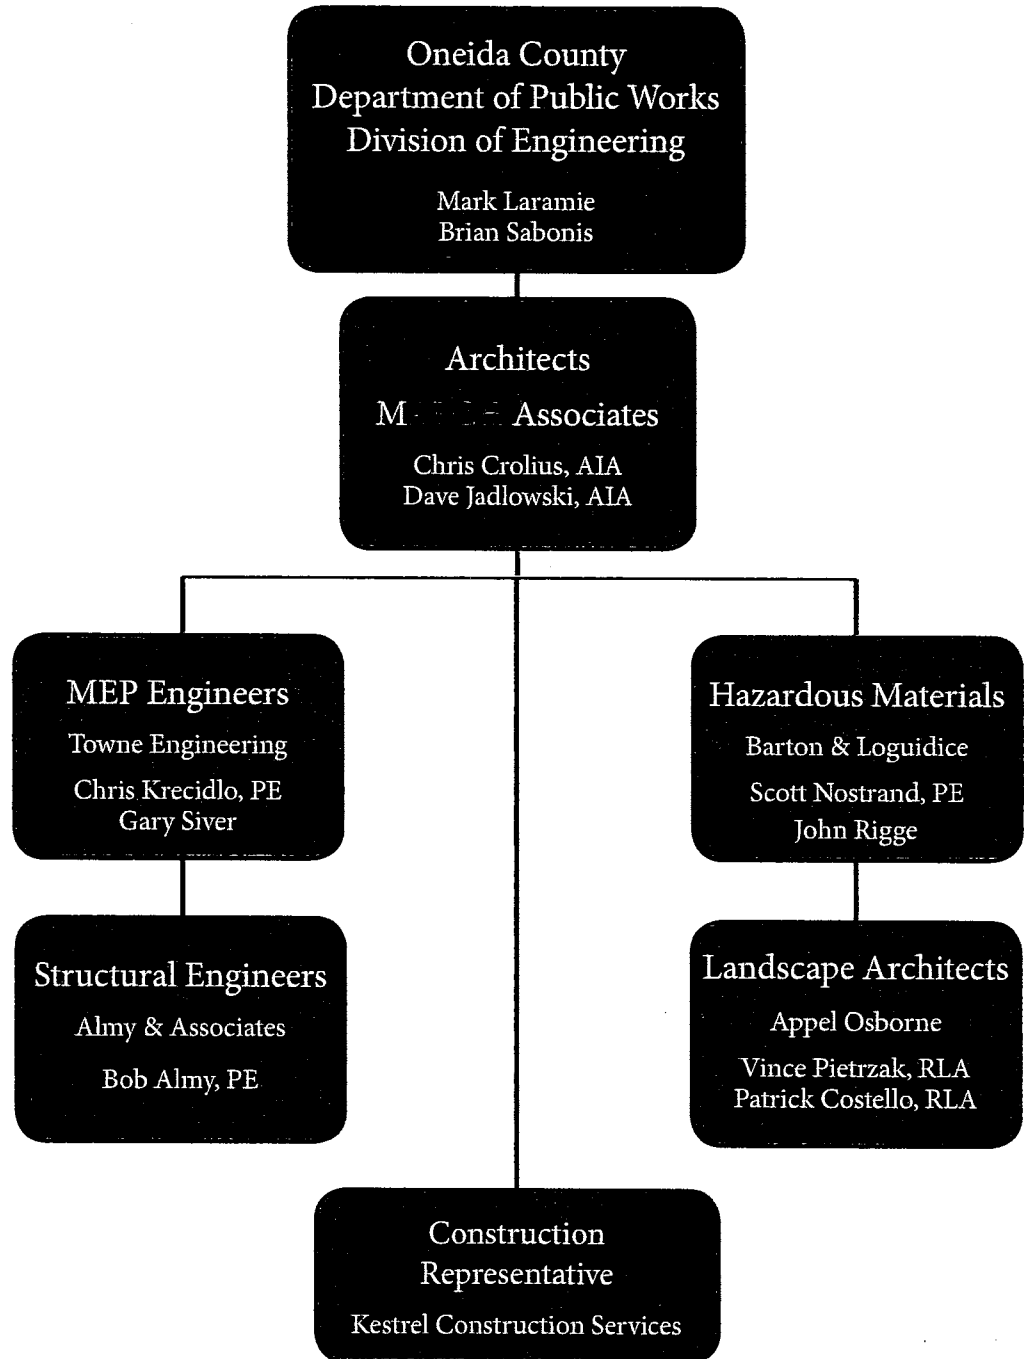 Oneida County
Department of Public Works
Division of Engineering
Mark Laramie
Brian Sabonis
Architects
Associates
Chris Crolius, AIA
Dave Jadlowski, AIA
MEP Engineers
Towne Engineering
Chris Krecidlo, PE
Gary Siver
Hazardous Materials
Barton & Loguidice
Scott Nostrand, PE
John Rigge
Structural Engineers
Almy & Associates
Bob Almy, PE
Landscape Architects
Appel Osborne
Vince Pietrzak, RLA
Patrick Costello, RLA
Construction
Representative
Kestrel Construction Services